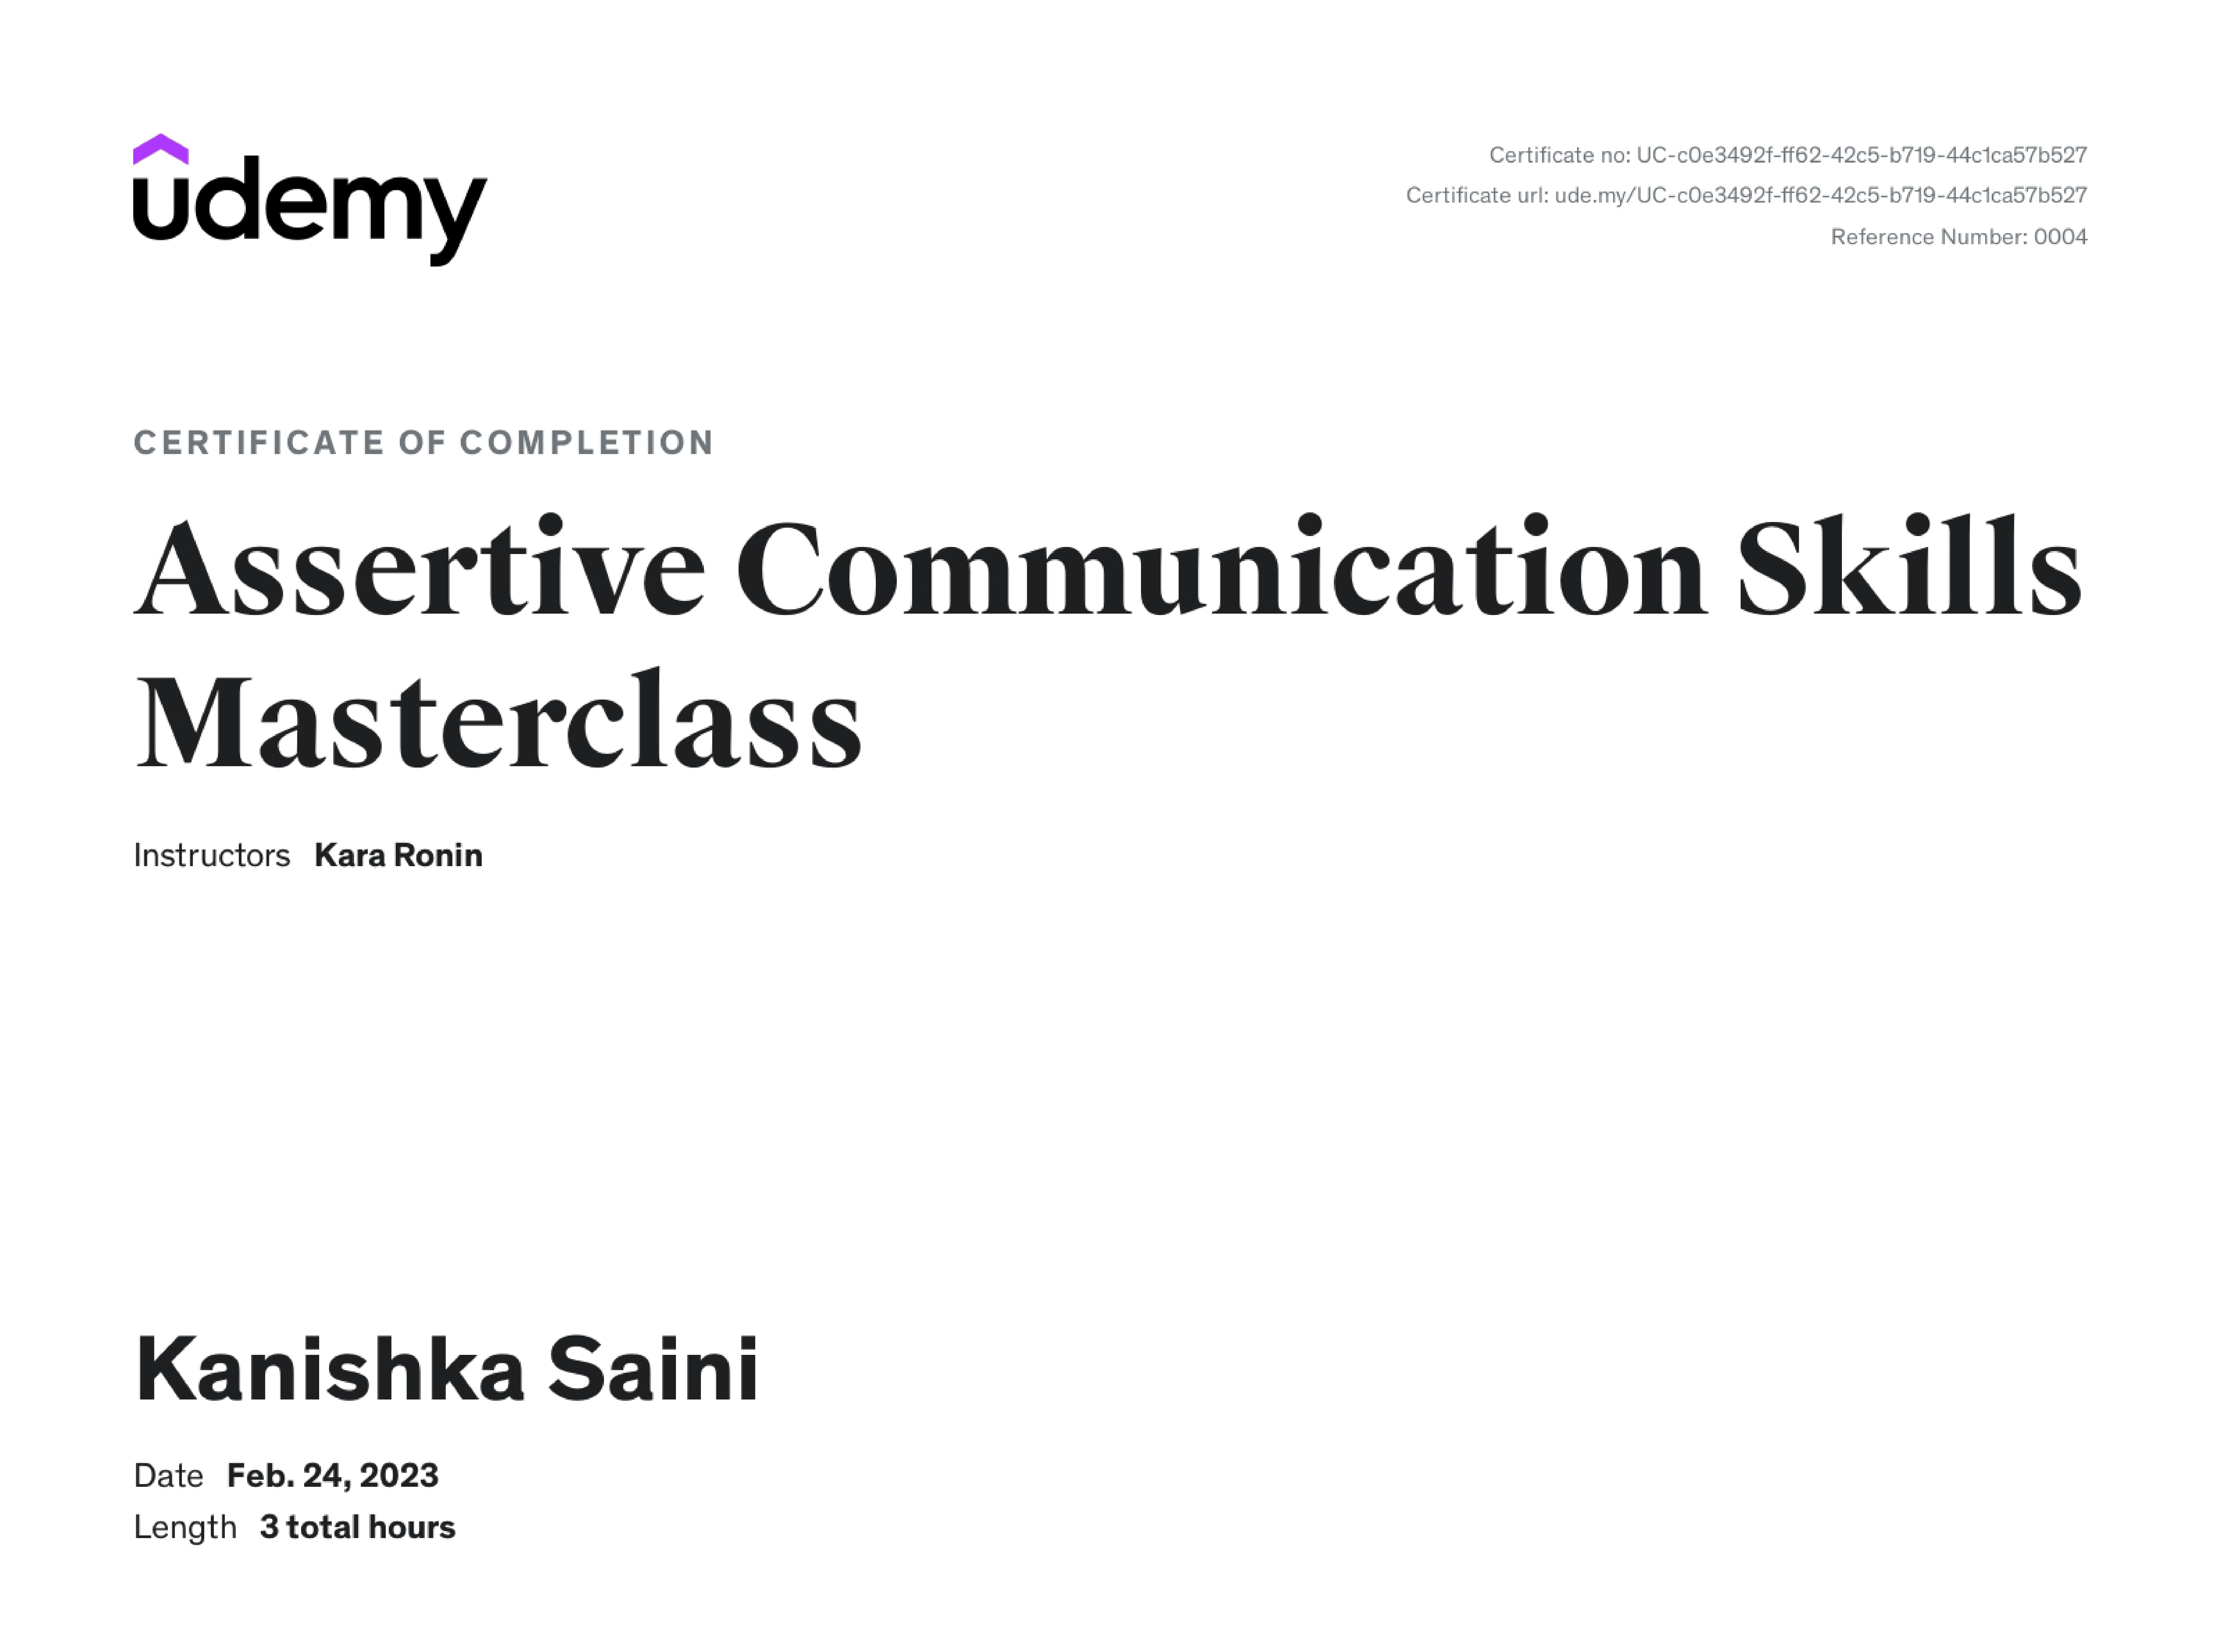 udemy
Certificate no: UC-c0e3492f-ff62-42c5-b719-44c1ca57b527
Certificate url: ude.my/UC-c0e3492f-ff62-42c5-b719-44c1ca57b527
Reference Number: 0004
CERTIFICATE OF COMPLETION
Assertive Communication Skills
Masterclass
Instructors Kara Ronin
Kanishka Saini
Date Feb. 24, 2023
Length 3 total hours